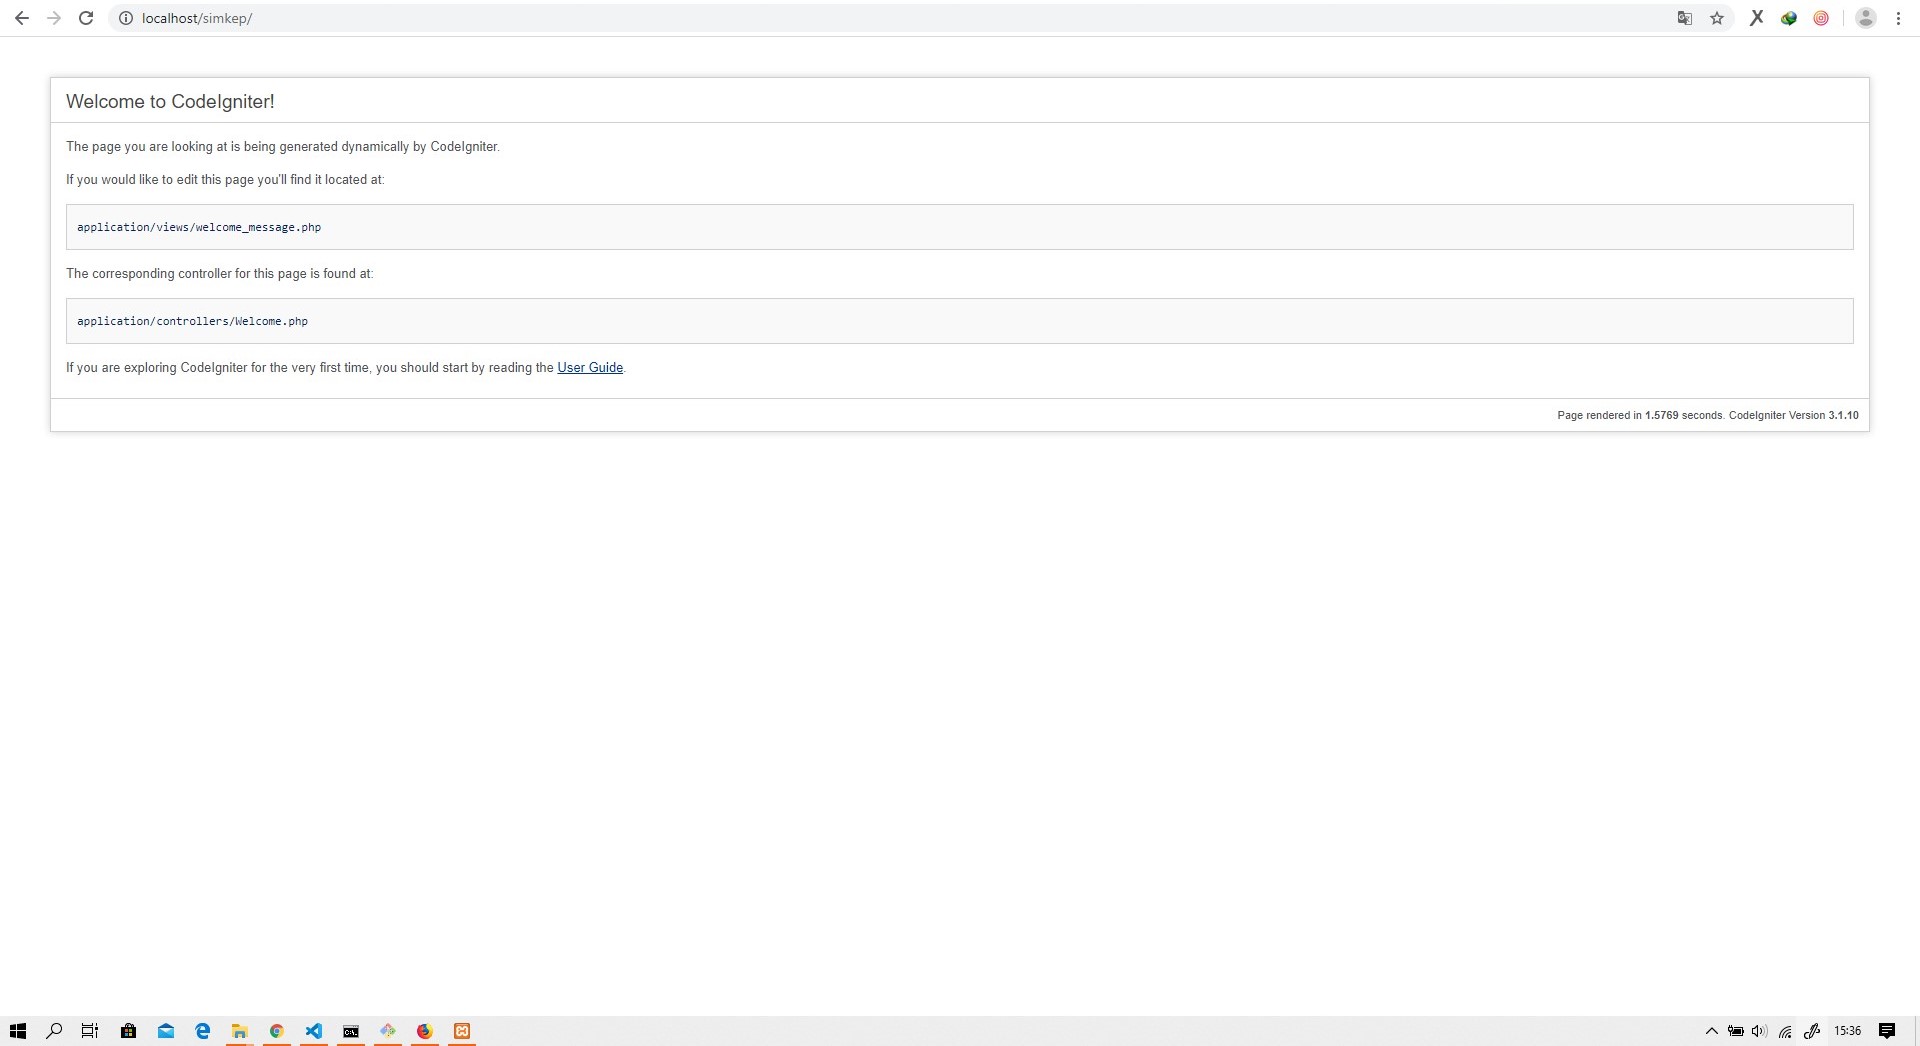 localhost/simkep/
Welcome to CodeIgniter!
The page you are looking at is being generated dynamically by CodeIgniter.
If you would like to edit this page you'll find it located at:
application/views/welcome_message.php
The corresponding controller for this page is found at:
application/controllers/Welcome.php
If you are exploring CodeIgniter for the very first time, you should start by reading the User Guide.
Page rendered in 1.5769 seconds. CodeIgniter Version 3.1.10
15:36